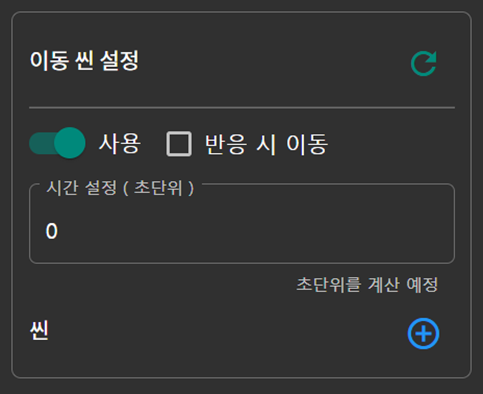 이동 씬 설정
사용 반응 시 이동
시간 설정 ( 초단위 )
0
초단위를 계산 예정
씬